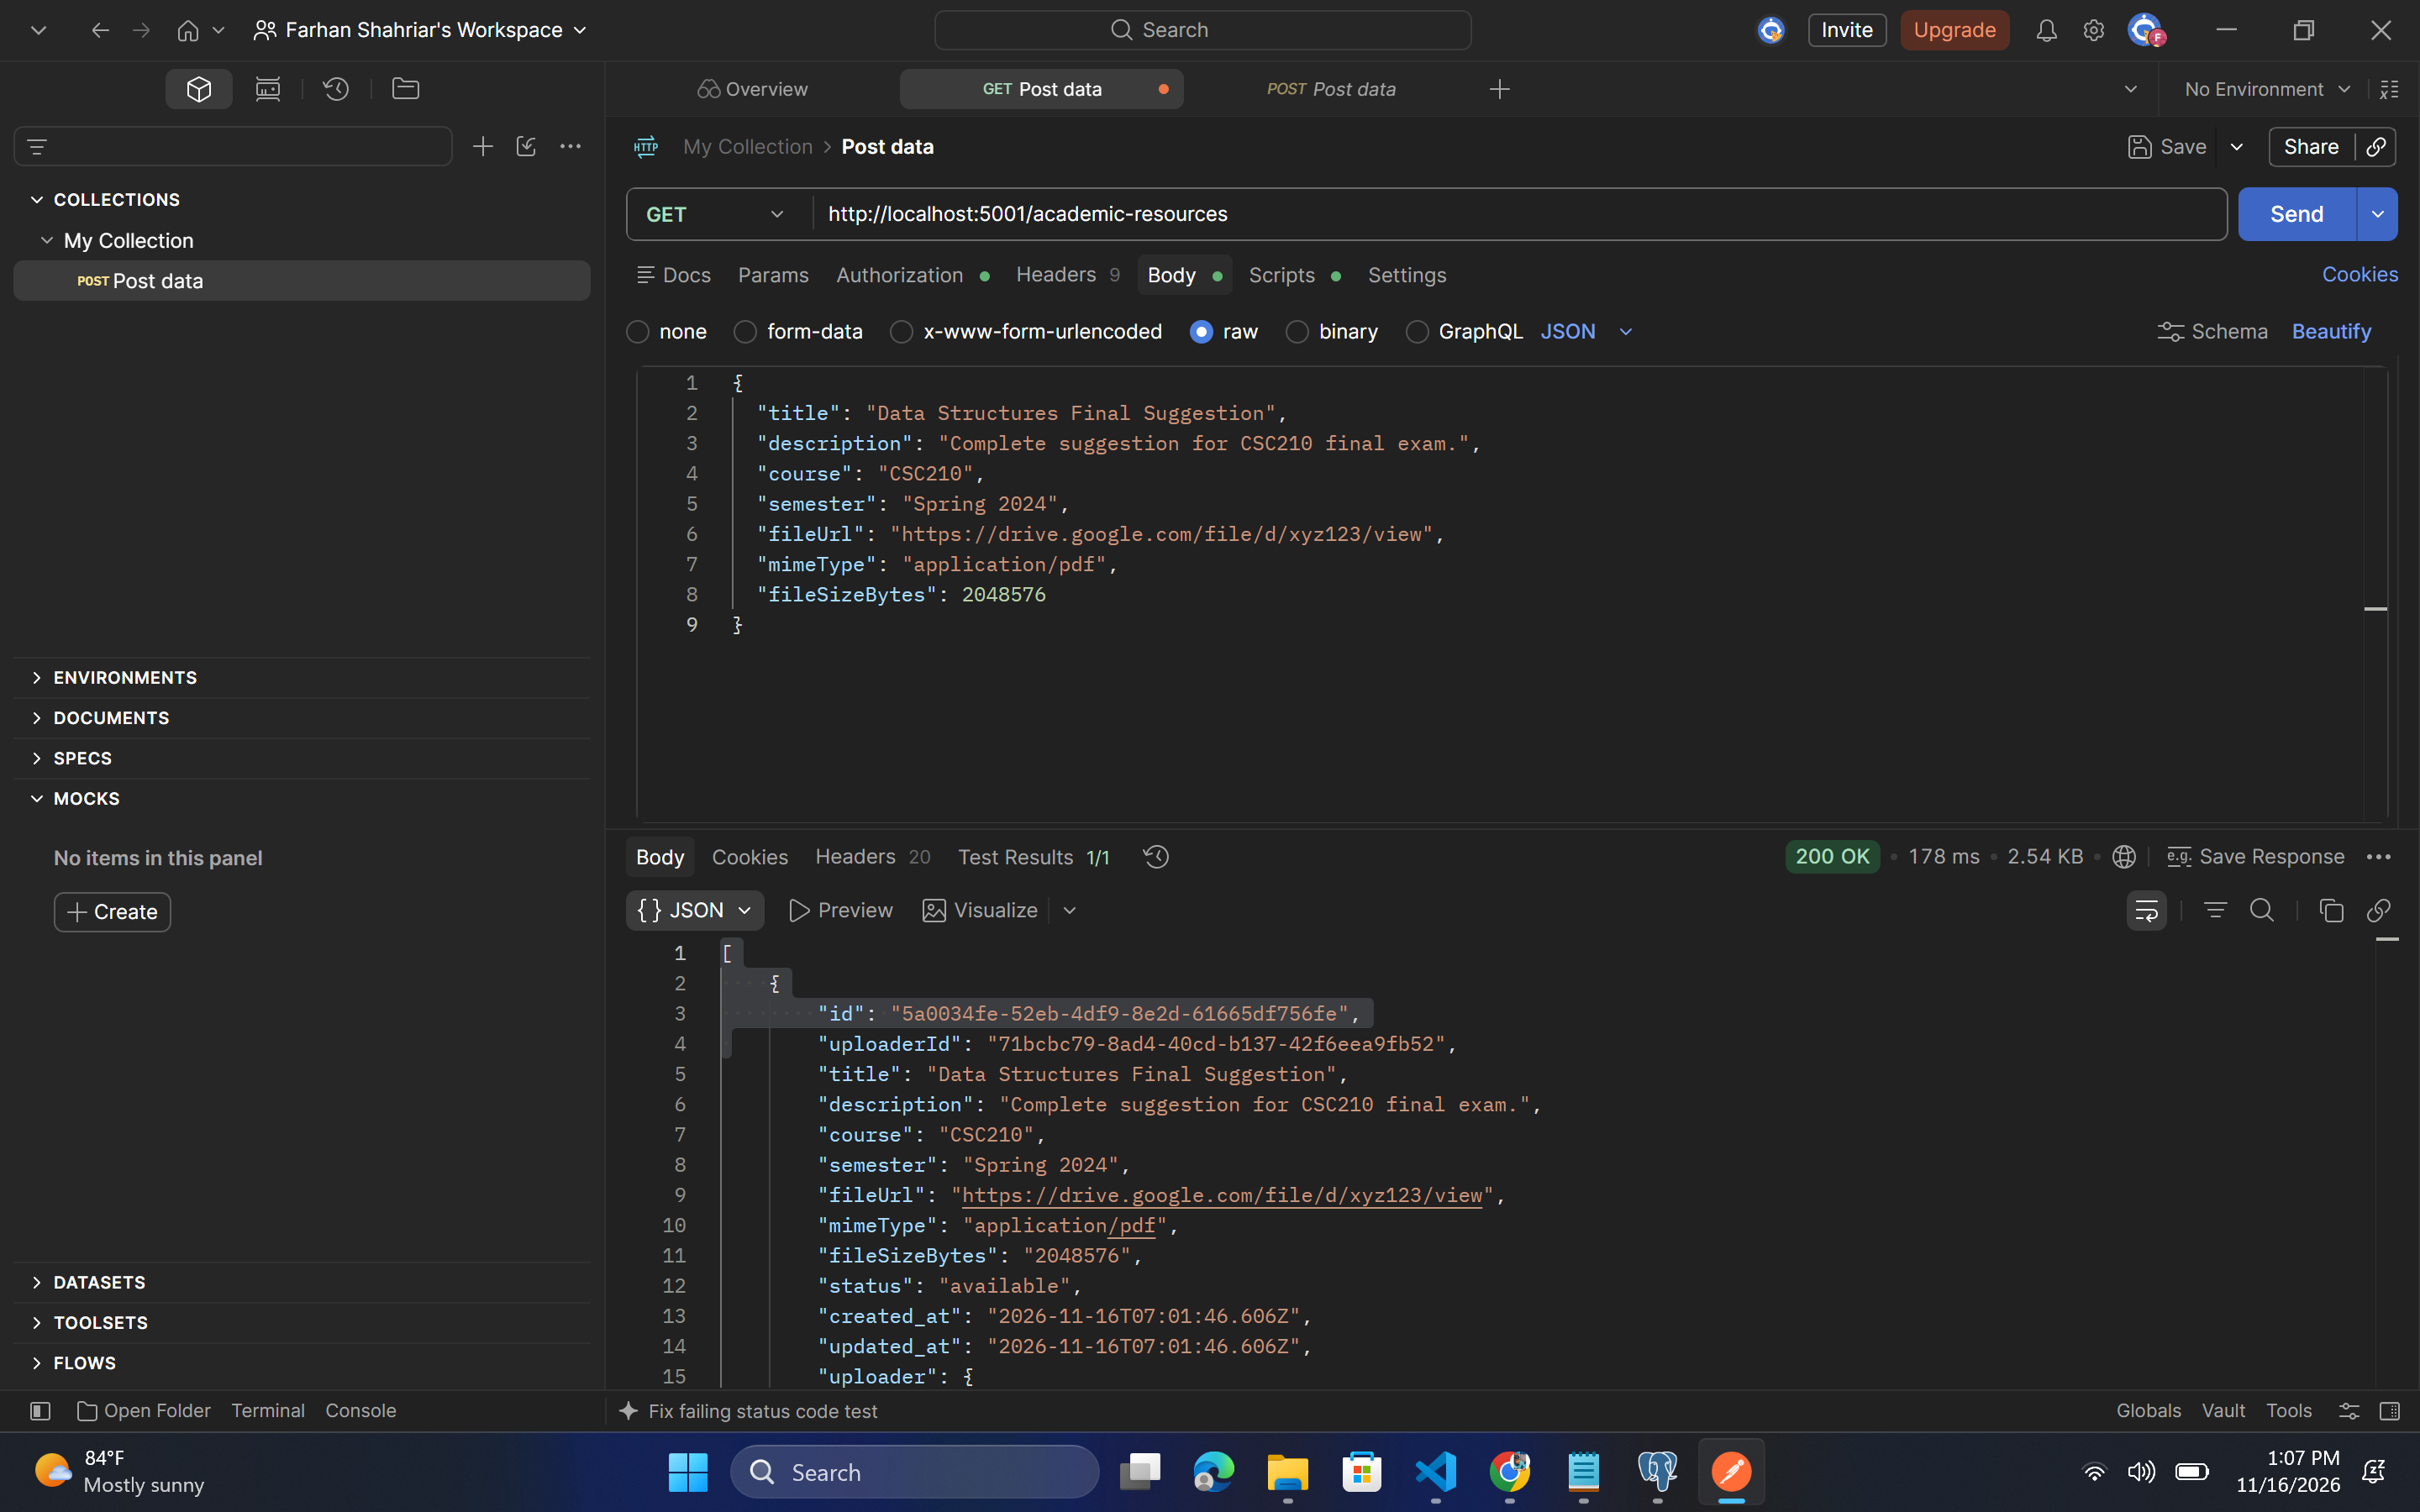 Farhan Shahriar's Workspace
Search
Invite
Upgrade
F
Overview
GET Post data
POST Post data
No Environment
HTTP
My Collection > Post data
Save
Share
COLLECTIONS
My Collection
POST Post data
GET
http://localhost:5001/academic-resources
Send
Docs
Params
Authorization
Headers 9
Body
Scripts
Settings
Cookies
none
form-data
x-www-form-urlencoded
raw
binary
GraphQL
JSON
Schema
Beautify
1 {
2 "title": "Data Structures Final Suggestion",
3 "description": "Complete suggestion for CSC210 final exam.",
4 "course": "CSC210",
5 "semester": "Spring 2024",
6 "fileUrl": "https://drive.google.com/file/d/xyz123/view",
7 "mimeType": "application/pdf",
8 "fileSizeBytes": 2048576
9 }
ENVIRONMENTS
DOCUMENTS
SPECS
MOCKS
No items in this panel
Create
DATASETS
TOOLSETS
FLOWS
Body
Cookies
Headers 20
Test Results 1/1
200 OK
178 ms
2.54 KB
e.g. Save Response
{} JSON
Preview
Visualize
1 [
2 {
3 "id": "5a0034fe-52eb-4df9-8e2d-61665df756fe",
4 "uploaderId": "71bcbc79-8ad4-40cd-b137-42f6eea9fb52",
5 "title": "Data Structures Final Suggestion",
6 "description": "Complete suggestion for CSC210 final exam.",
7 "course": "CSC210",
8 "semester": "Spring 2024",
9 "fileUrl": "https://drive.google.com/file/d/xyz123/view",
10 "mimeType": "application/pdf",
11 "fileSizeBytes": "2048576",
12 "status": "available",
13 "created_at": "2026-11-16T07:01:46.606Z",
14 "updated_at": "2026-11-16T07:01:46.606Z",
15 "uploader": {
Open Folder
Terminal
Console
Fix failing status code test
Globals
Vault
Tools
84°F
Mostly sunny
Search
1:07 PM
11/16/2026